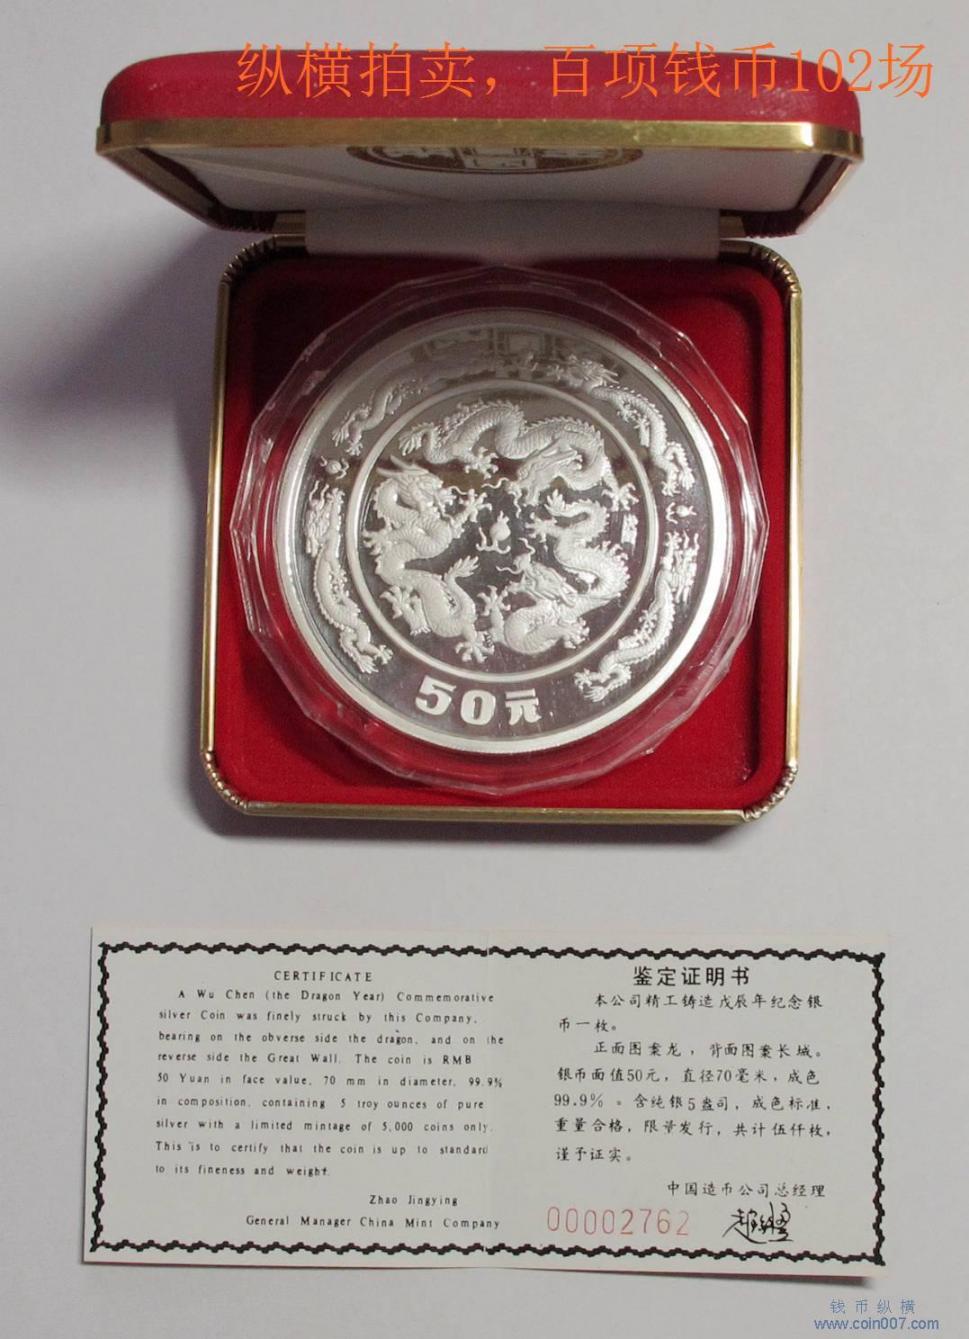 纵横拍卖，百项钱币102场
50元
CERTIFICATE
A Wu Chen (the Dragon Year) Commemorative
silver Coin was finely struck by this Company,
bearing on the obverse side the dragon, and on the
reverse side the Great Wall. The coin is RMB
50 Yuan in face value, 70 mm in diameter, 99.9%
in composition, containing 5 troy ounces of pure
silver with a limited mintage of 5,000 coins only.
This is to certify that the coin is up to standard
to its fineness and weight.
Zhao Jingying
General Manager China Mint Company
鉴定证明书
本公司精工铸造戊辰年纪念银
币一枚。
正面图案龙，背面图案长城。
银币面值50元，直径70毫米，成色
99.9%。含纯银5盎司，成色标准，
重量合格，限量发行，共计伍仟枚，
谨予证实。
中国造币公司总经理
00002762
钱币纵横
www.coin007.com